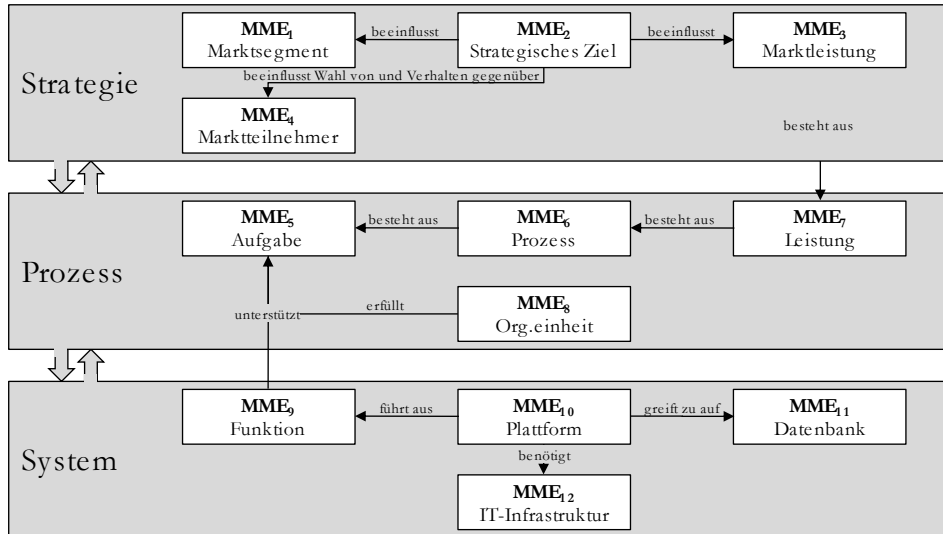 MME₁
Marktsegment
beeinflusst
MME₂
Strategisches Ziel
beeinflusst
MME₃
Marktleistung
Strategie
beeinflusst Wahl von und Verhalten gegenüber
MME₄
Marktteilnehmer
besteht aus
MME₅
Aufgabe
besteht aus
MME₆
Prozess
besteht aus
MME₇
Leistung
Prozess
unterstützt
erfüllt
MME₈
Org.einheit
MME₉
Funktion
führt aus
MME₁₀
Plattform
greift zu auf
MME₁₁
Datenbank
System
benötigt
MME₁₂
IT-Infrastruktur